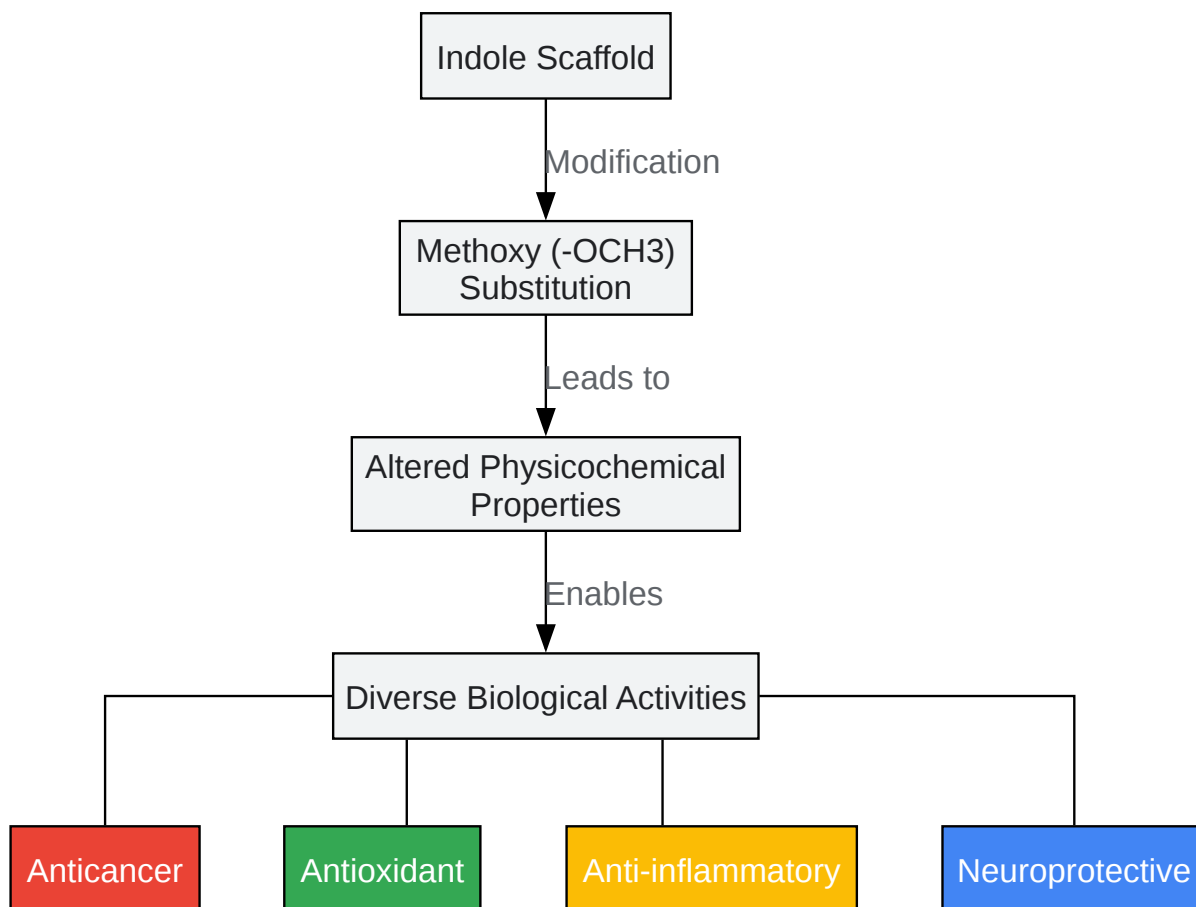 Indole Scaffold
Modification
Methoxy (-OCH3)
Substitution
Leads to
Altered Physicochemical
Properties
Enables
Diverse Biological Activities
Anticancer
Antioxidant
Anti-inflammatory
Neuroprotective